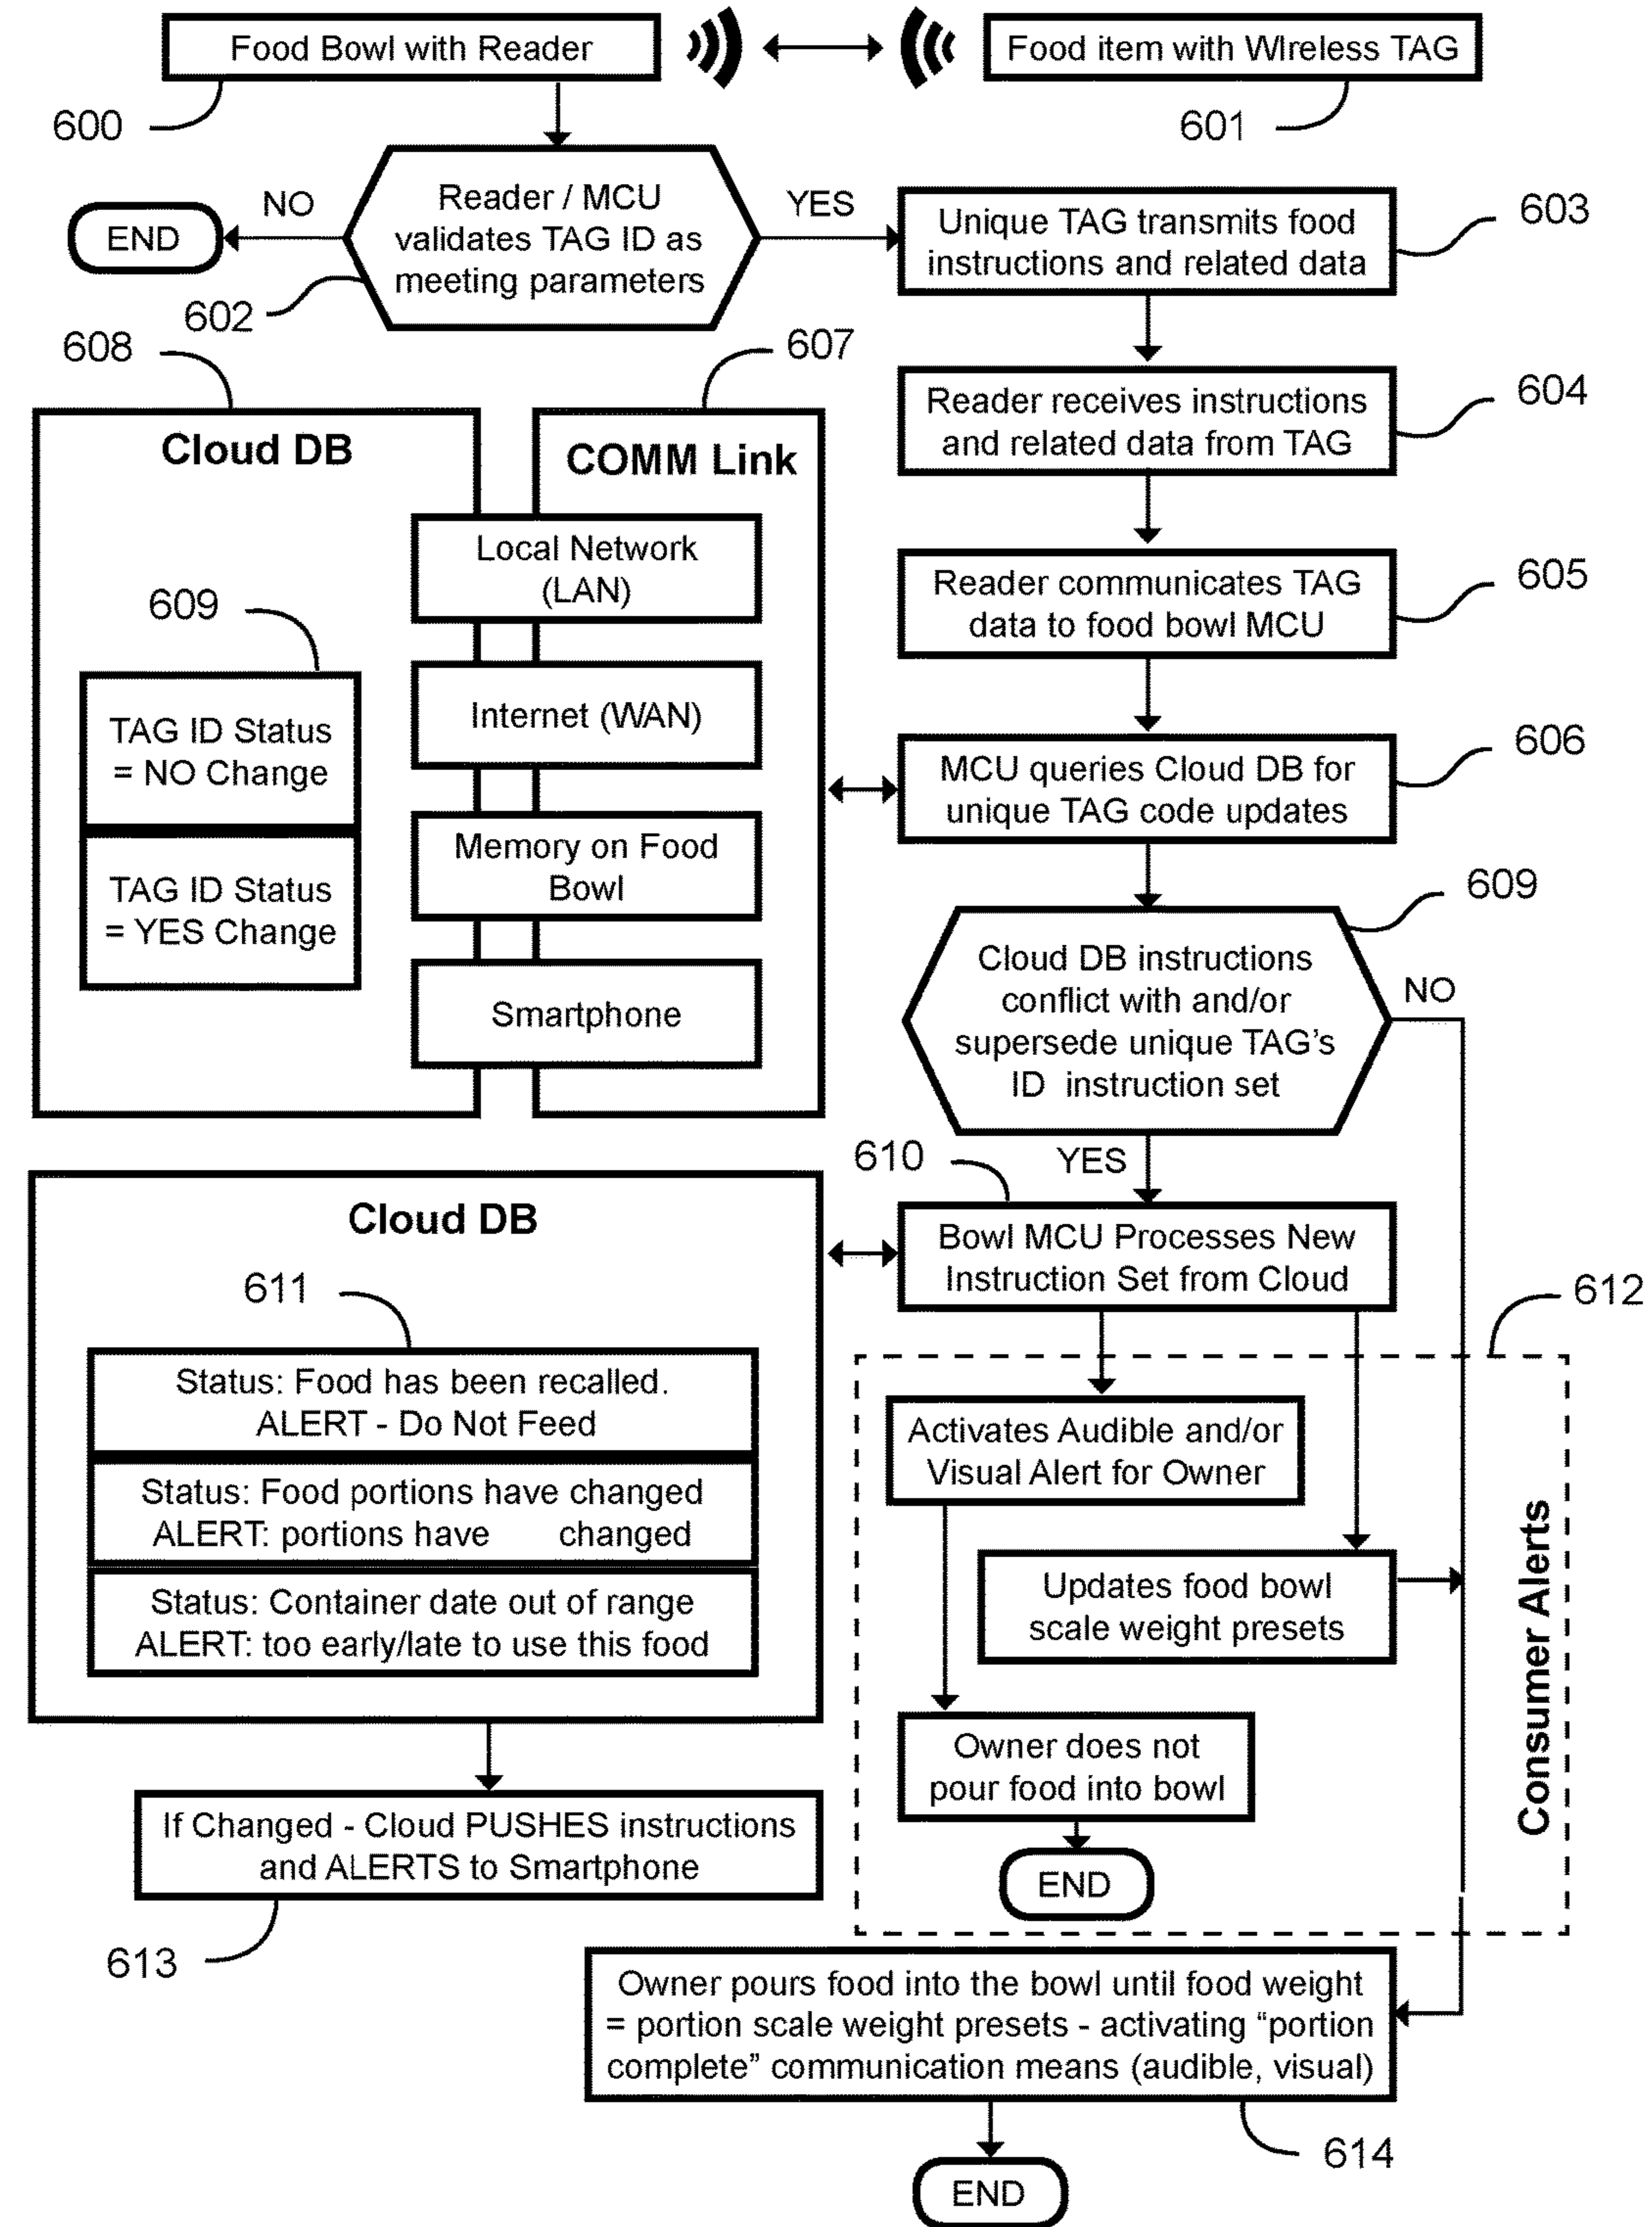 Food Bowl with Reader
Food item with WIreless TAG
600
601
Reader / MCU
validates TAG ID as
meeting parameters
NO
YES
END
602
Unique TAG transmits food
instructions and related data
603
Reader receives instructions
and related data from TAG
604
Reader communicates TAG
data to food bowl MCU
605
MCU queries Cloud DB for
unique TAG code updates
606
608
607
Cloud DB
COMM Link
Local Network
(LAN)
Internet (WAN)
Memory on Food
Bowl
Smartphone
609
TAG ID Status
= NO Change
TAG ID Status
= YES Change
609
Cloud DB instructions
conflict with and/or
supersede unique TAG's
ID instruction set
NO
YES
610
Bowl MCU Processes New
Instruction Set from Cloud
Cloud DB
611
Status: Food has been recalled.
ALERT - Do Not Feed
Status: Food portions have changed
ALERT: portions have changed
Status: Container date out of range
ALERT: too early/late to use this food
612
Activates Audible and/or
Visual Alert for Owner
Updates food bowl
scale weight presets
Owner does not
pour food into bowl
END
Consumer Alerts
If Changed - Cloud PUSHES instructions
and ALERTS to Smartphone
613
Owner pours food into the bowl until food weight
= portion scale weight presets - activating “portion
complete” communication means (audible, visual)
614
END